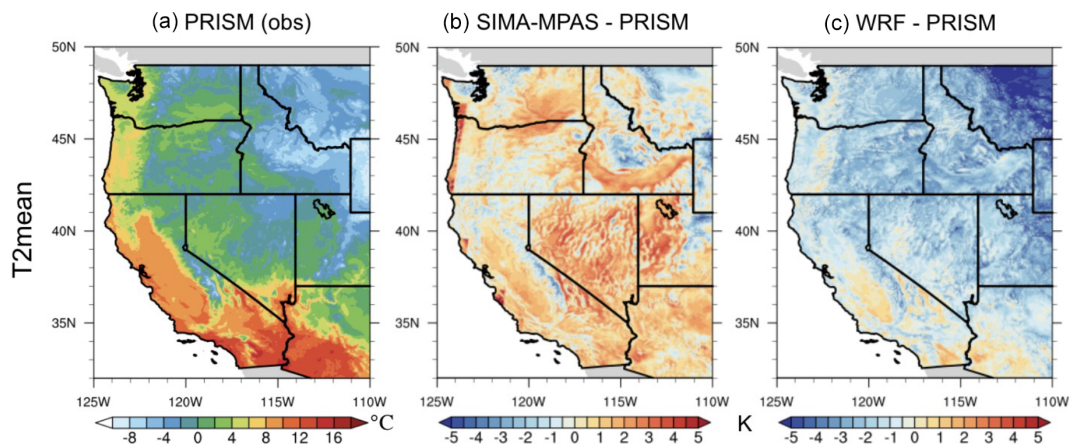 (a) PRISM (obs) (b) SIMA-MPAS - PRISM (c) WRF - PRISM
T2mean
50N 50N 50N
45N 45N 45N
40N 40N 40N
35N 35N 35N
125W 120W 115W 110W 125W 120W 115W 110W 125W 120W 115W 110W
-8 -4 0 4 8 12 16 °C -5 -4 -3 -2 -1 0 1 2 3 4 5 K -5 -4 -3 -2 -1 0 1 2 3 4 5